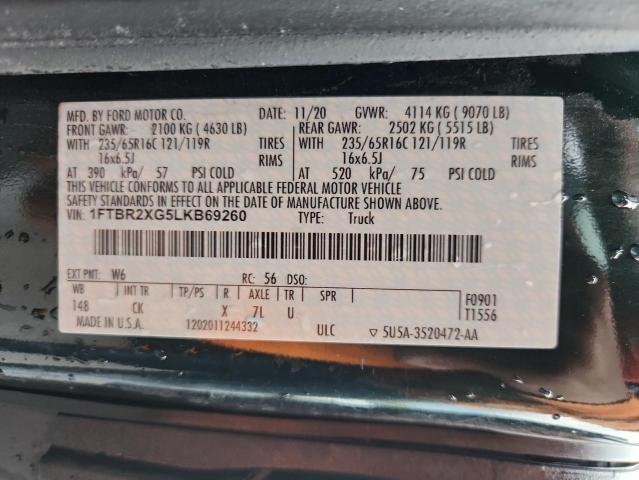 MFD. BY FORD MOTOR CO. DATE: 11/20 GVWR: 4114 KG ( 9070 LB)
FRONT GAWR: 2100 KG ( 4630 LB) REAR GAWR: 2502 KG ( 5515 LB)
WITH 235/65R16C 121/119R TIRES WITH 235/65R16C 121/119R TIRES
16x6.5J RIMS 16x6.5J RIMS
AT 390 kPa/ 57 PSI COLD AT 520 kPa/ 75 PSI COLD
THIS VEHICLE CONFORMS TO ALL APPLICABLE FEDERAL MOTOR VEHICLE
SAFETY STANDARDS IN EFFECT ON THE DATE OF MANUFACTURE SHOWN ABOVE.
VIN: 1FTBR2XG5LKB69260 TYPE: Truck
EXT PNT: W6 RC: 56 DSO:
WB INT TR TP/PS R AXLE TR SPR F0901
148 CK X 7L U T1556
MADE IN U.S.A. 1202011244332 ULC ▽ 5U5A-3520472-AA